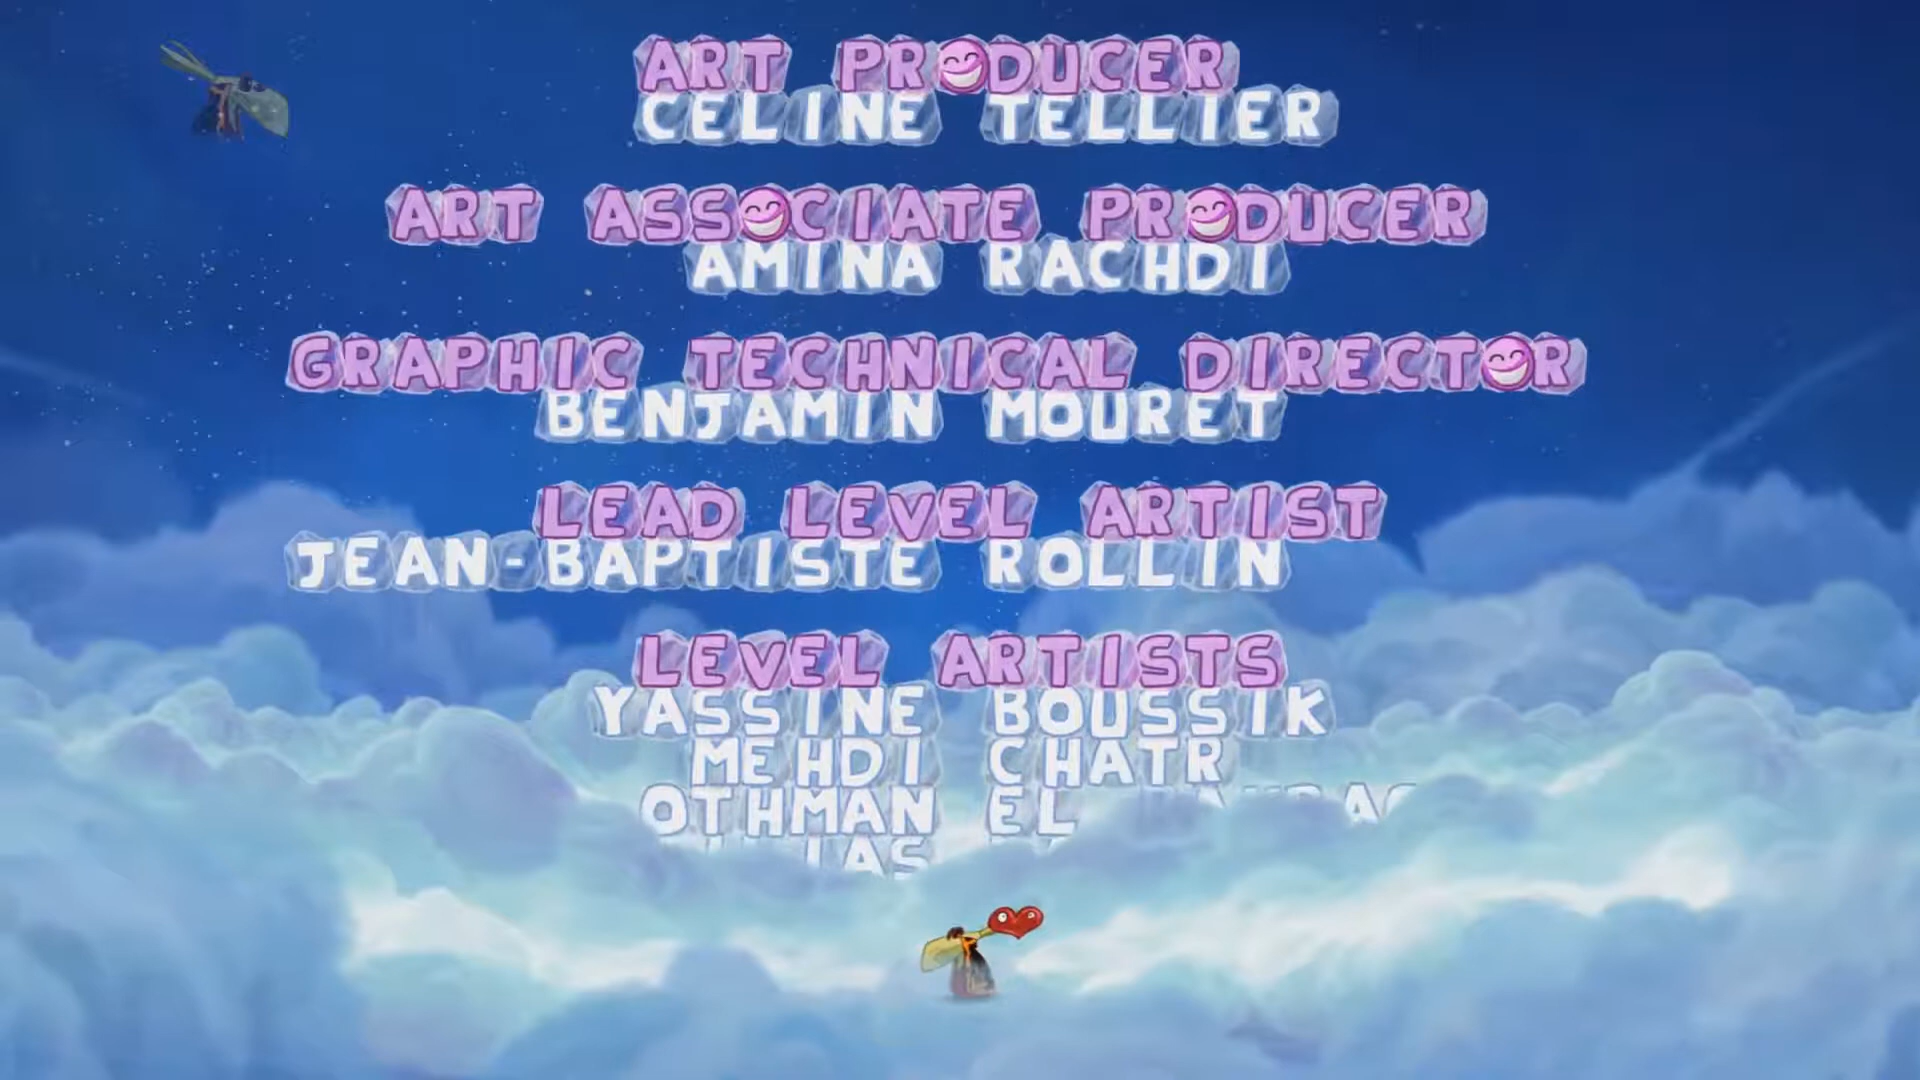 ART PRODUCER
CELINE TELLIER
ART ASSOCIATE PRODUCER
AMINA RACHDI
GRAPHIC TECHNICAL DIRECTOR
BENJAMIN MOURET
LEAD LEVEL ARTIST
JEAN-BAPTISTE ROLLIN
LEVEL ARTISTS
YASSINE BOUSSIK
MEHDI CHATR
OTHMAN EL